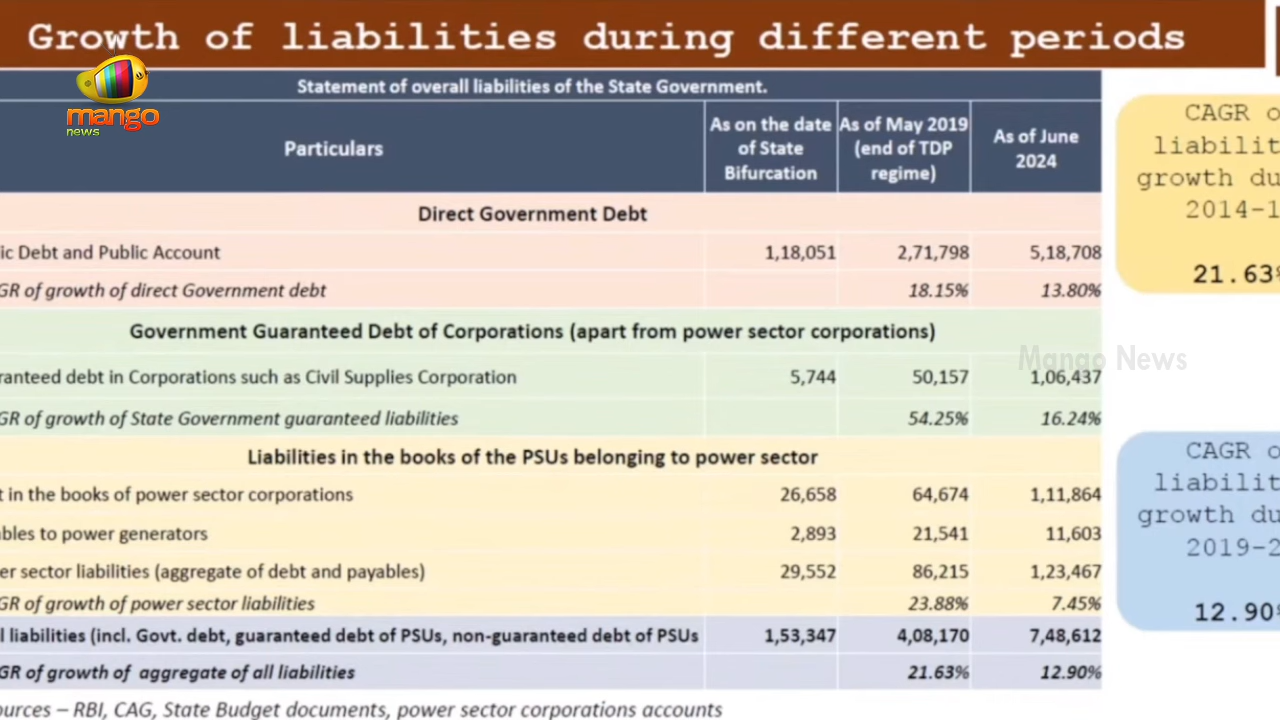 Growth of liabilities during different periods
mango
news
Statement of overall liabilities of the State Government.
Particulars
As on the date of State Bifurcation
As of May 2019 (end of TDP regime)
As of June 2024
Direct Government Debt
ic Debt and Public Account 1,18,051 2,71,798 5,18,708
GR of growth of direct Government debt 18.15% 13.80%
Government Guaranteed Debt of Corporations (apart from power sector corporations)
ranteed debt in Corporations such as Civil Supplies Corporation 5,744 50,157 1,06,437
GR of growth of State Government guaranteed liabilities 54.25% 16.24%
Liabilities in the books of the PSUs belonging to power sector
t in the books of power sector corporations 26,658 64,674 1,11,864
bles to power generators 2,893 21,541 11,603
er sector liabilities (aggregate of debt and payables) 29,552 86,215 1,23,467
GR of growth of power sector liabilities 23.88% 7.45%
l liabilities (incl. Govt. debt, guaranteed debt of PSUs, non-guaranteed debt of PSUs 1,53,347 4,08,170 7,48,612
GR of growth of aggregate of all liabilities 21.63% 12.90%
urces – RBI, CAG, State Budget documents, power sector corporations accounts
CAGR o
liabilit
growth du
2014-1
21.63%
Mango News
CAGR o
liabilit
growth du
2019-2
12.90%